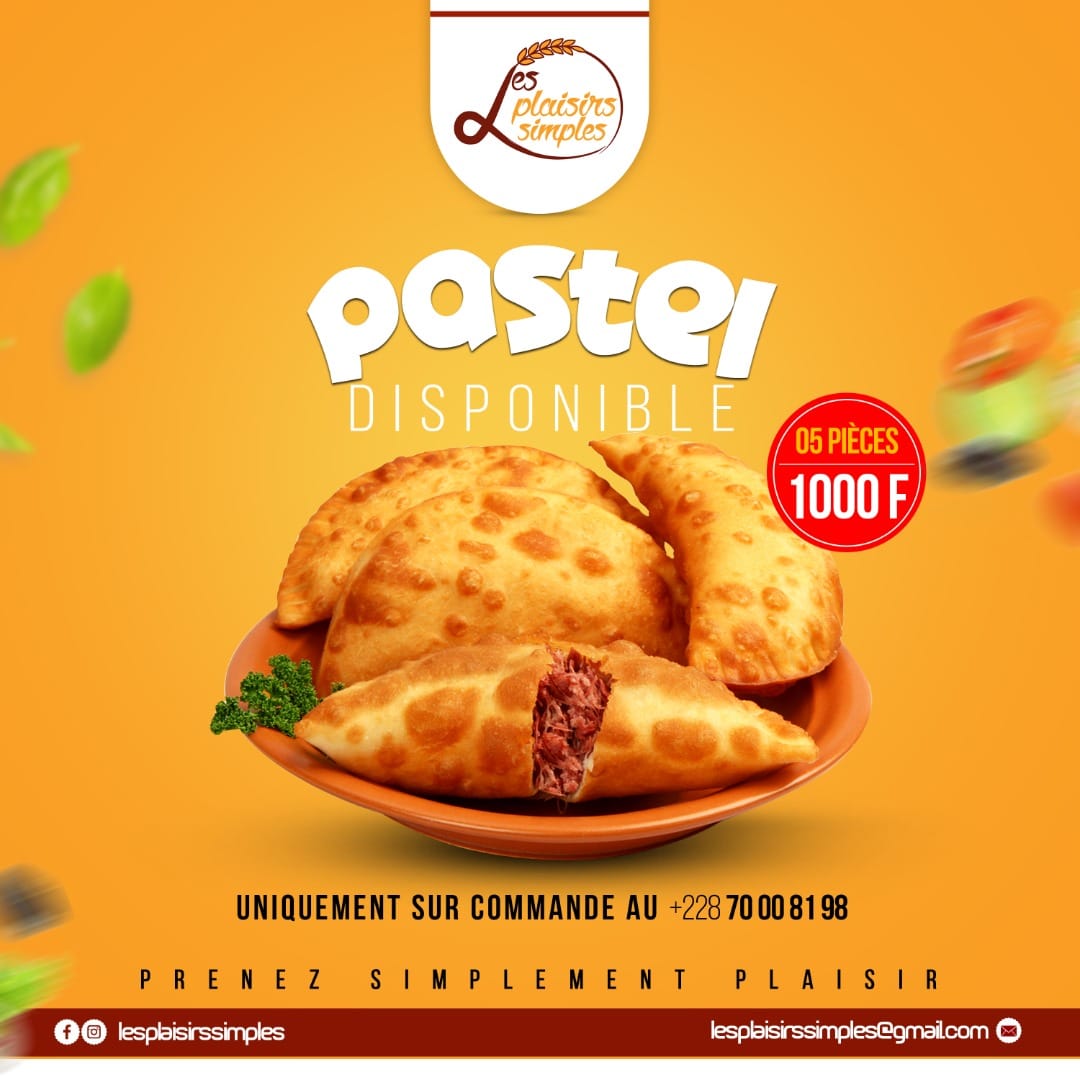 Les
plaisirs
simples
pastel
DISPONIBLE
05 PIÈCES
1000 F
UNIQUEMENT SUR COMMANDE AU +228 70 00 81 98
PRENEZ SIMPLEMENT PLAISIR
lesplaisirssimples
lesplaisirssimples@gmail.com